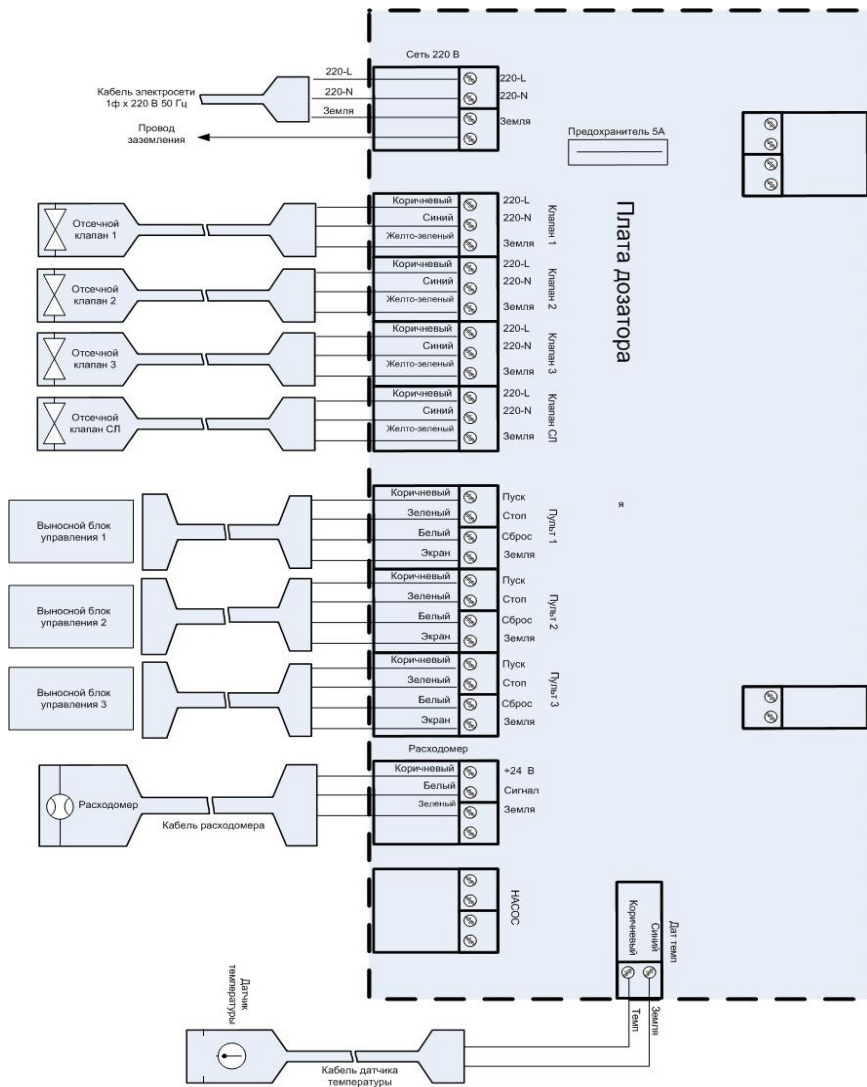 Сеть 220 В
Кабель электросети
1ф х 220 В 50 Гц
220-L
220-N
Земля
220-L
220-N
Земля
Провод
заземления
Предохранитель 5А
Плата дозатора
Отсечной
клапан 1
Коричневый
Синий
Желто-зеленый
220-L
220-N
Земля
Клапан 1
Отсечной
клапан 2
Коричневый
Синий
Желто-зеленый
220-L
220-N
Земля
Клапан 2
Отсечной
клапан 3
Коричневый
Синий
Желто-зеленый
220-L
220-N
Земля
Клапан 3
Отсечной
клапан СЛ
Коричневый
Синий
Желто-зеленый
220-L
220-N
Земля
Клапан СЛ
я
Выносной блок
управления 1
Коричневый
Зеленый
Белый
Экран
Пуск
Стоп
Сброс
Земля
Пульт 1
Выносной блок
управления 2
Коричневый
Зеленый
Белый
Экран
Пуск
Стоп
Сброс
Земля
Пульт 2
Выносной блок
управления 3
Коричневый
Зеленый
Белый
Экран
Пуск
Стоп
Сброс
Земля
Пульт 3
Расходомер
Расходомер
Кабель расходомера
Коричневый
Белый
Зеленый
+24 В
Сигнал
Земля
НАСОС
Дат темп
Синий
Коричневый
Темп
Земля
Датчик
температуры
Кабель датчика
температуры